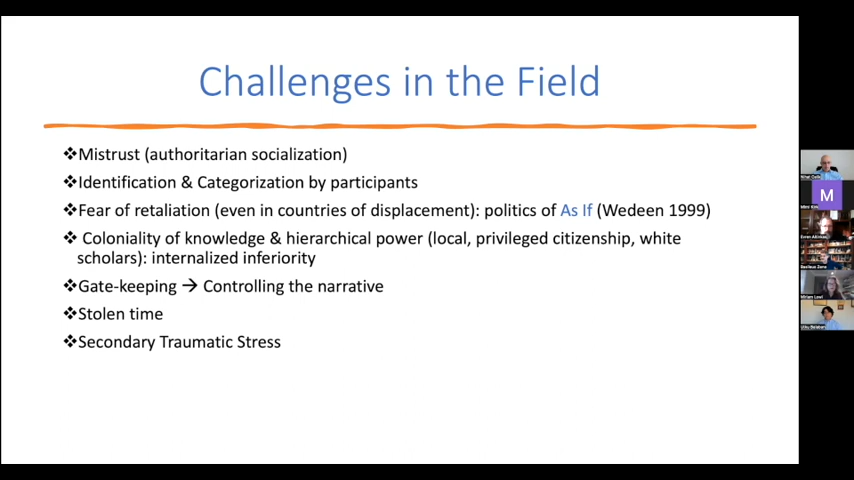 Challenges in the Field
❖Mistrust (authoritarian socialization)
❖Identification & Categorization by participants
❖Fear of retaliation (even in countries of displacement): politics of As If (Wedeen 1999)
❖ Coloniality of knowledge & hierarchical power (local, privileged citizenship, white
scholars): internalized inferiority
❖Gate-keeping → Controlling the narrative
❖Stolen time
❖Secondary Traumatic Stress
M